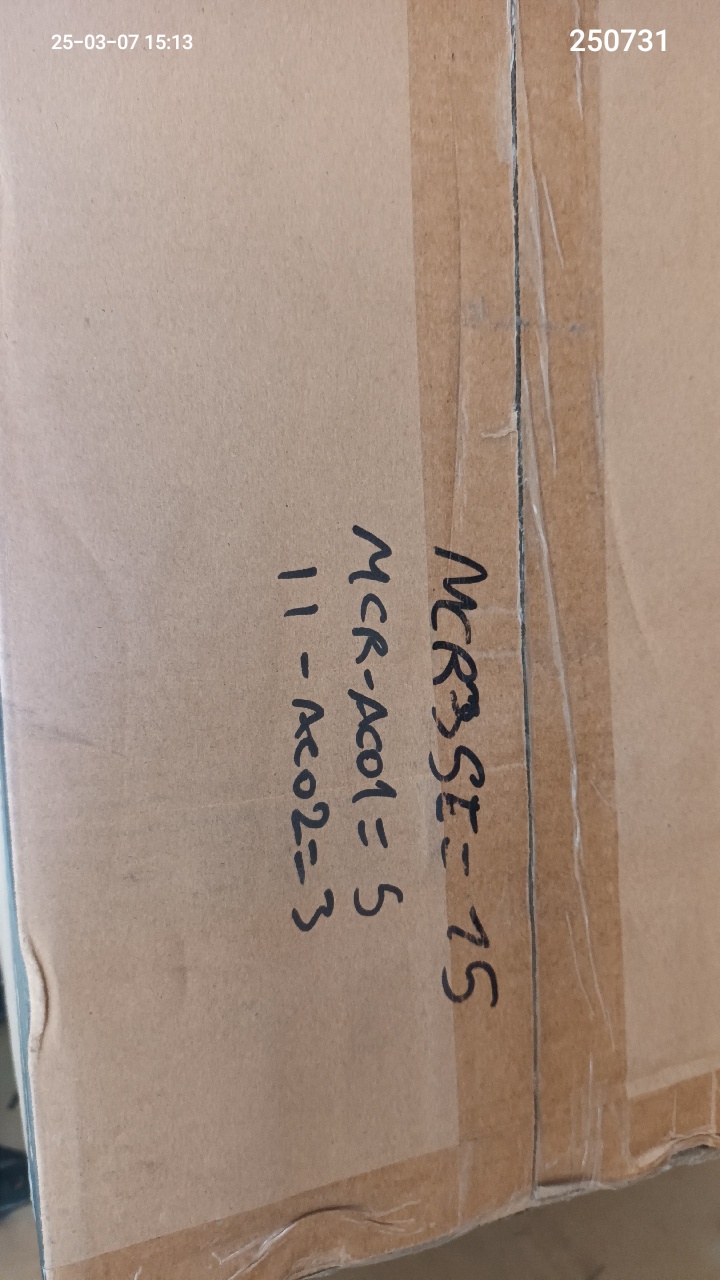 25-03-07 15:13
250731
MCR3SE=15
MCR-AC01=5
11-AC02=3